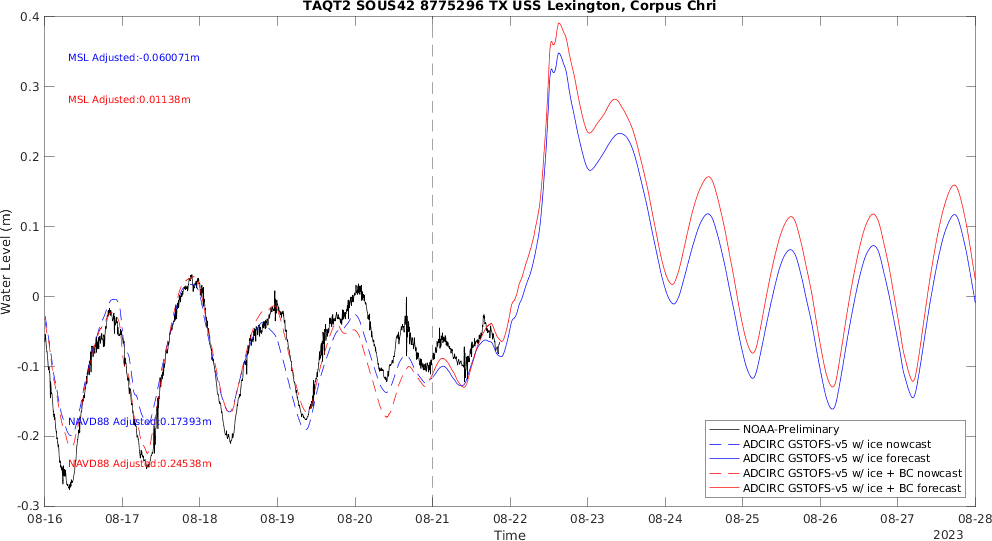 TAQT2 SOUS42 8775296 TX USS Lexington, Corpus Chri
MSL Adjusted:-0.060071m
MSL Adjusted:0.01138m
NAVD88 Adjusted:0.17393m
NAVD88 Adjusted:0.24538m
Water Level (m)
0.4
0.3
0.2
0.1
0
-0.1
-0.2
-0.3
NOAA-Preliminary
ADCIRC GSTOFS-v5 w/ ice nowcast
ADCIRC GSTOFS-v5 w/ ice forecast
ADCIRC GSTOFS-v5 w/ ice + BC nowcast
ADCIRC GSTOFS-v5 w/ ice + BC forecast
08-16 08-17 08-18 08-19 08-20 08-21 08-22 08-23 08-24 08-25 08-26 08-27 08-28
Time
2023